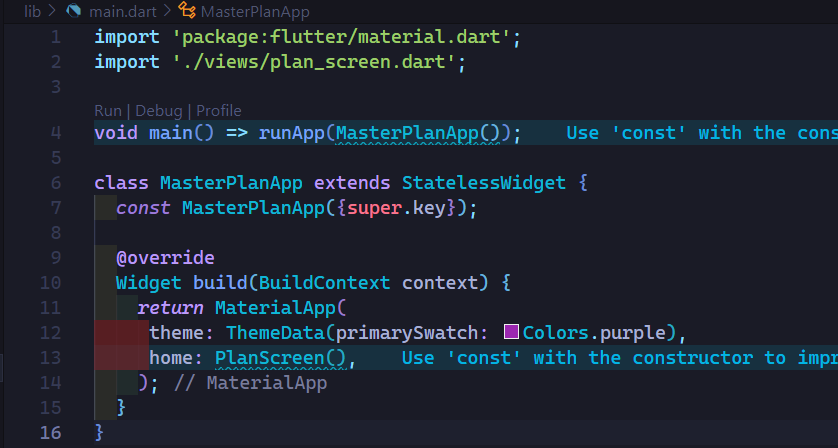 lib > main.dart > MasterPlanApp
1 import 'package:flutter/material.dart';
2 import './views/plan_screen.dart';
3
Run | Debug | Profile
4 void main() => runApp(MasterPlanApp()); Use 'const' with the cons
5
6 class MasterPlanApp extends StatelessWidget {
7 const MasterPlanApp({super.key});
8
9 @override
10 Widget build(BuildContext context) {
11 return MaterialApp(
12 theme: ThemeData(primarySwatch: Colors.purple),
13 home: PlanScreen(), Use 'const' with the constructor to impr
14 ); // MaterialApp
15 }
16 }